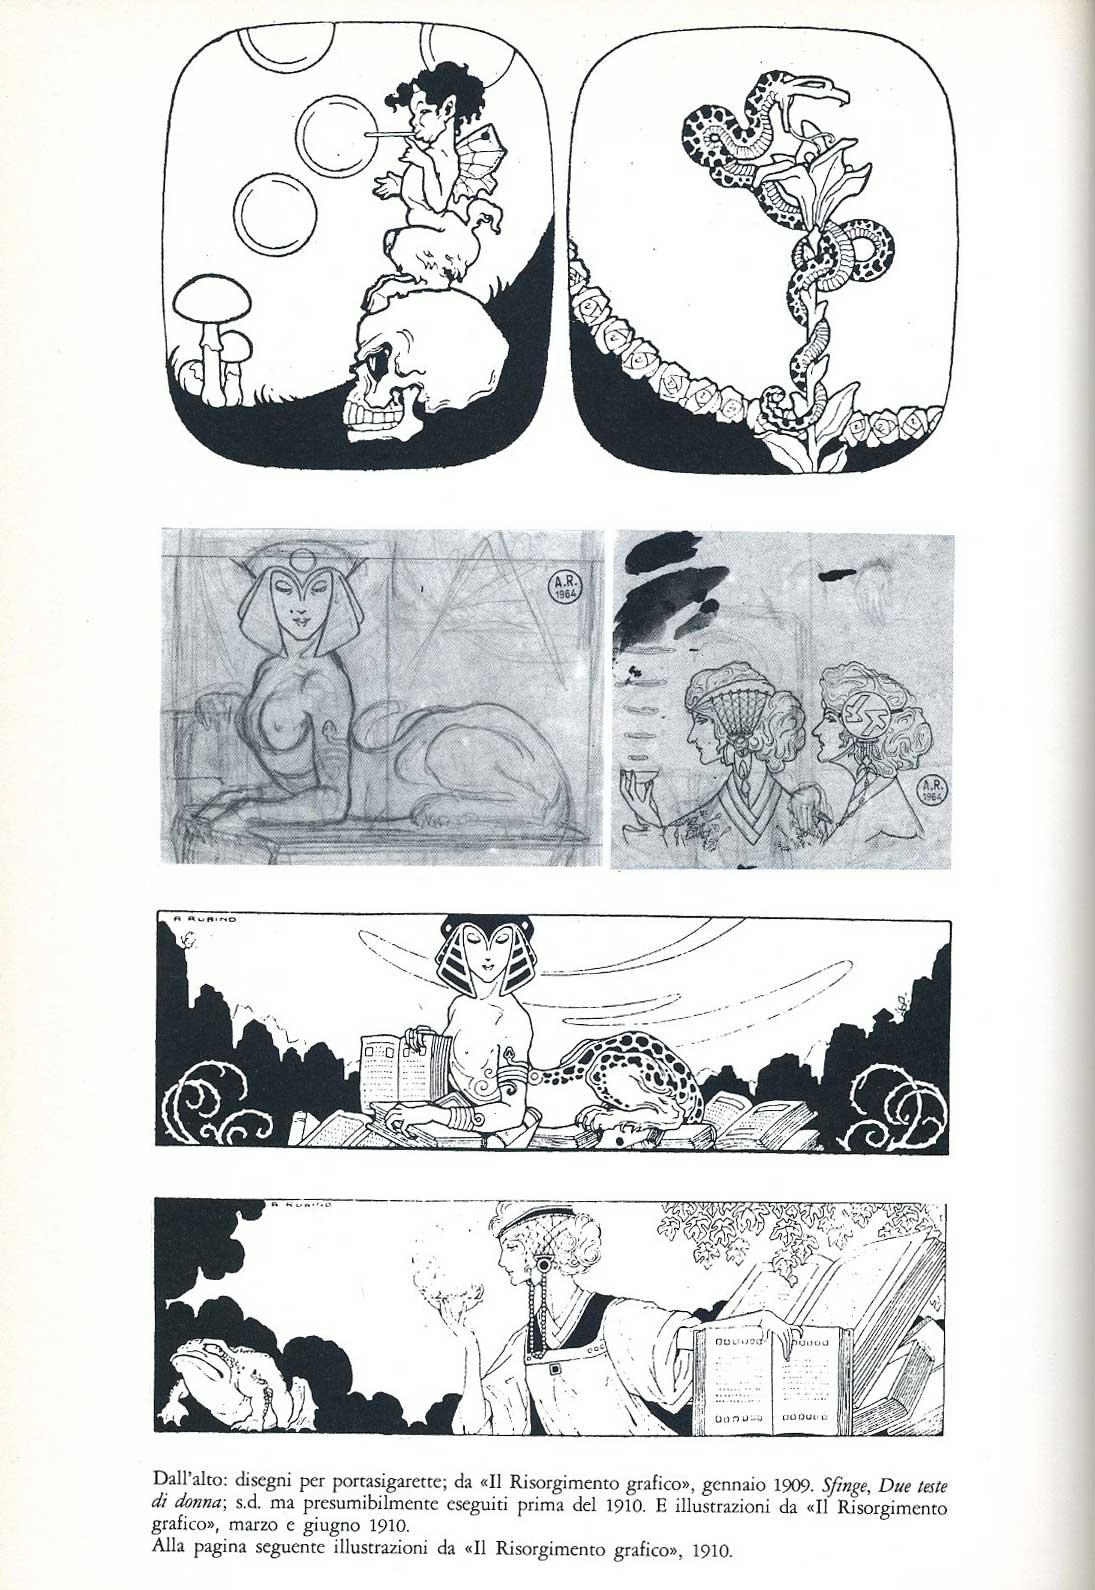 A.R.
1964
A.R.
1964
A RUBINO
A RUBINO
Dall'alto: disegni per portasigarette; da «Il Risorgimento grafico», gennaio 1909. Sfinge, Due teste
di donna; s.d. ma presumibilmente eseguiti prima del 1910. E illustrazioni da «Il Risorgimento
grafico», marzo e giugno 1910.
Alla pagina seguente illustrazioni da «Il Risorgimento grafico», 1910.